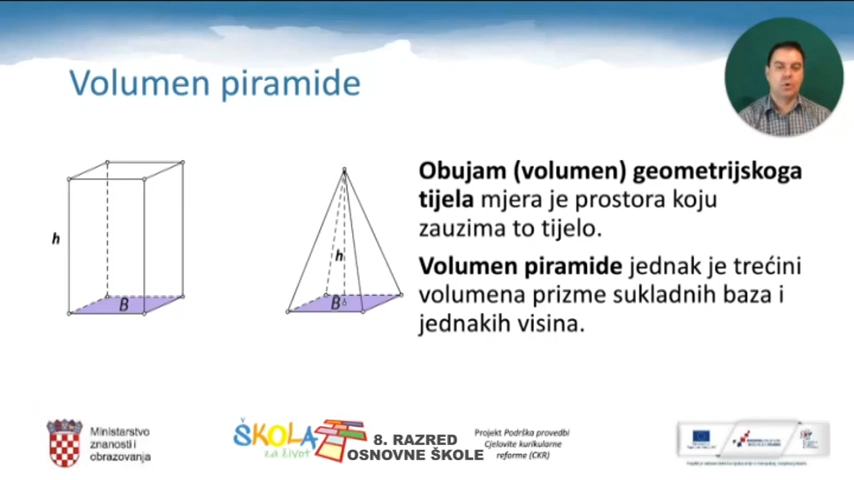 Volumen piramide
Obujam (volumen) geometrijskoga
tijela mjera je prostora koju
zauzima to tijelo.
Volumen piramide jednak je trećini
volumena prizme sukladnih baza i
jednakih visina.
h
B
h
B
Ministarstvo
znanosti i
obrazovanja
ŠKOLA
za život
8. RAZRED
OSNOVNE ŠKOLE
Projekt Podrška provedbi
Cjelovite kurikularne
reforme (CKR)